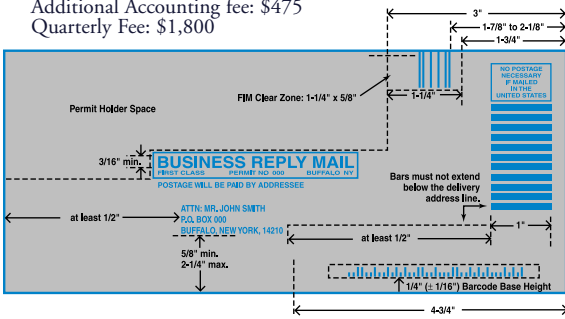 Additional Accounting fee: $475
Quarterly Fee: $1,800
3"
1-7/8" to 2-1/8"
1-3/4"
NO POSTAGE
NECESSARY
IF MAILED
IN THE
UNITED STATES
FIM Clear Zone: 1-1/4" x 5/8"
1-1/4"
Permit Holder Space
3/16" min.
BUSINESS REPLY MAIL
FIRST CLASS PERMIT NO 000 BUFFALO NY
POSTAGE WILL BE PAID BY ADDRESSEE
Bars must not extend
below the delivery
address line.
ATTN: MR. JOHN SMITH
P.O. BOX 000
BUFFALO, NEW YORK, 14210
at least 1/2"
at least 1/2"
1"
5/8" min.
2-1/4" max.
1/4" (± 1/16") Barcode Base Height
4-3/4"